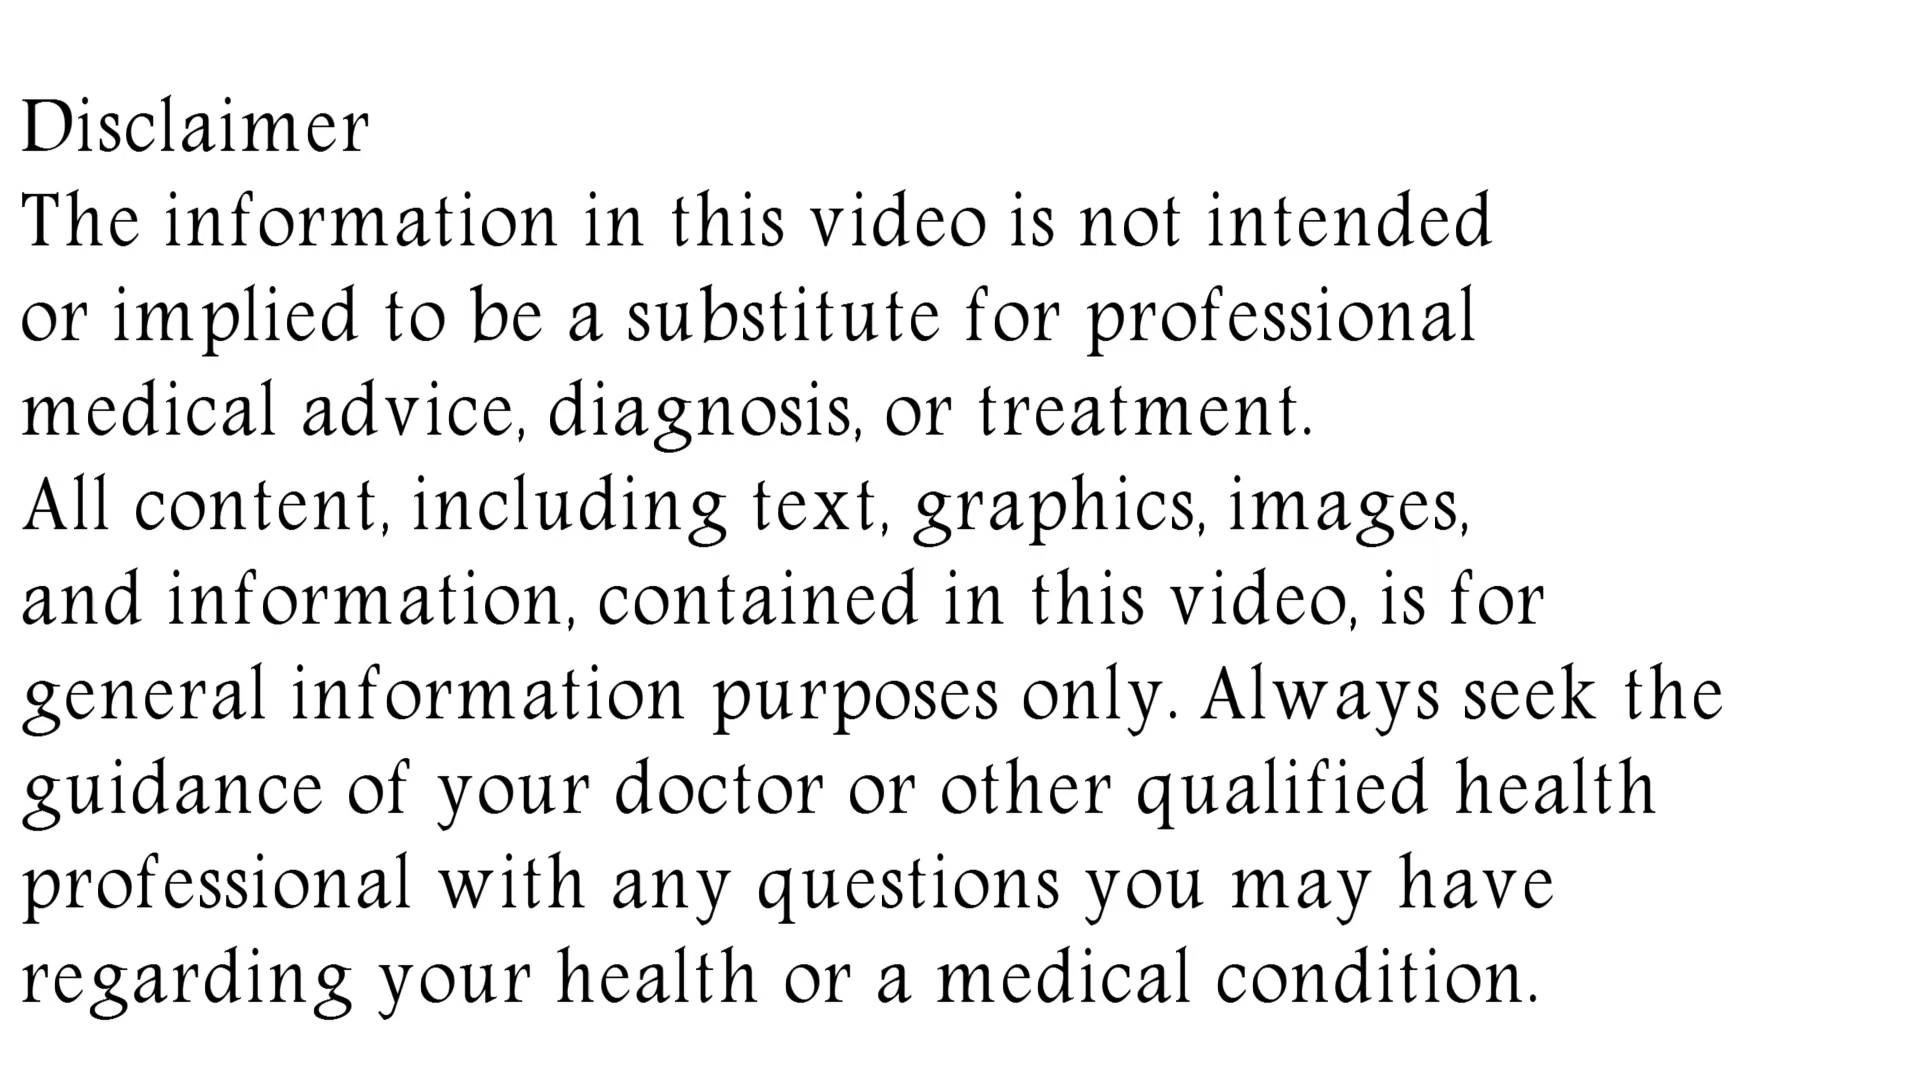 Disclaimer
The information in this video is not intended
or implied to be a substitute for professional
medical advice, diagnosis, or treatment.
All content, including text, graphics, images,
and information, contained in this video, is for
general information purposes only. Always seek the
guidance of your doctor or other qualified health
professional with any questions you may have
regarding your health or a medical condition.